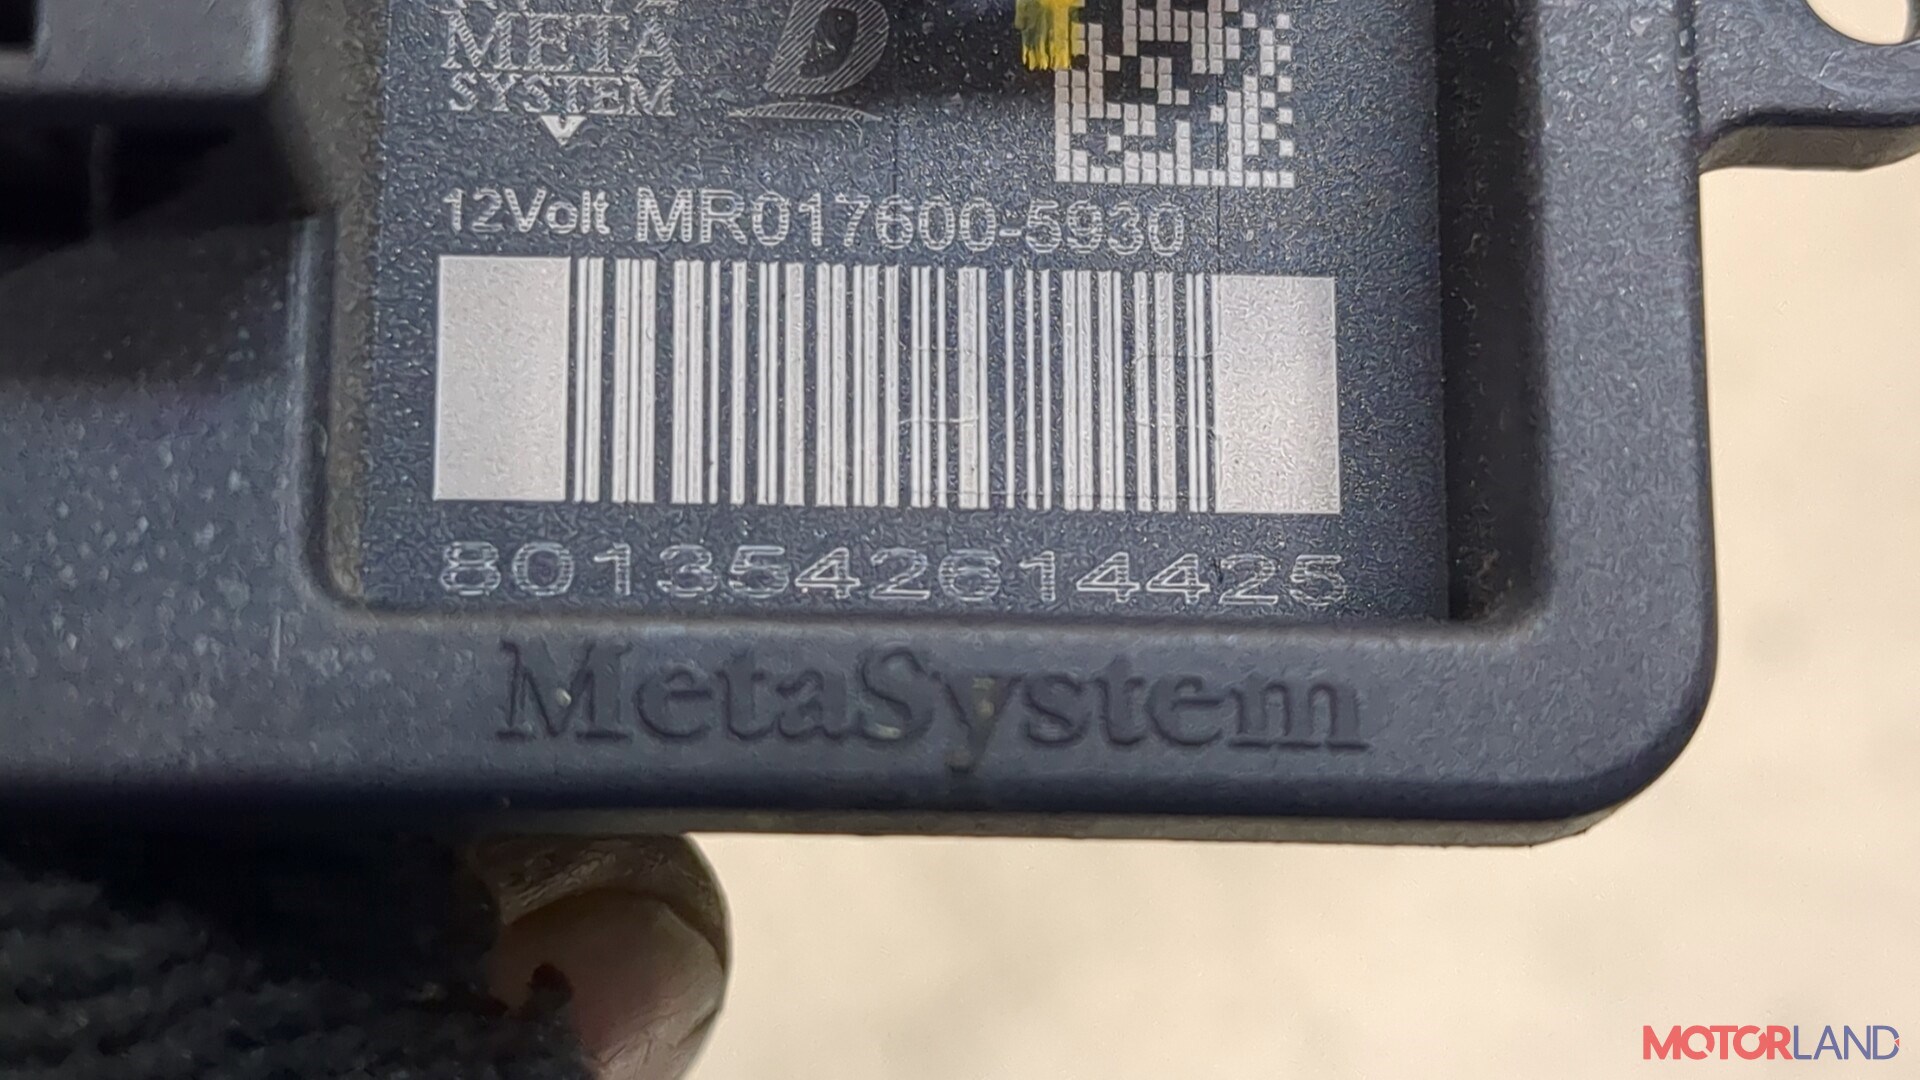 META
SYSTEM
D
12Volt MR017600-5930
8013542614425
MetaSystem
MOTORLAND